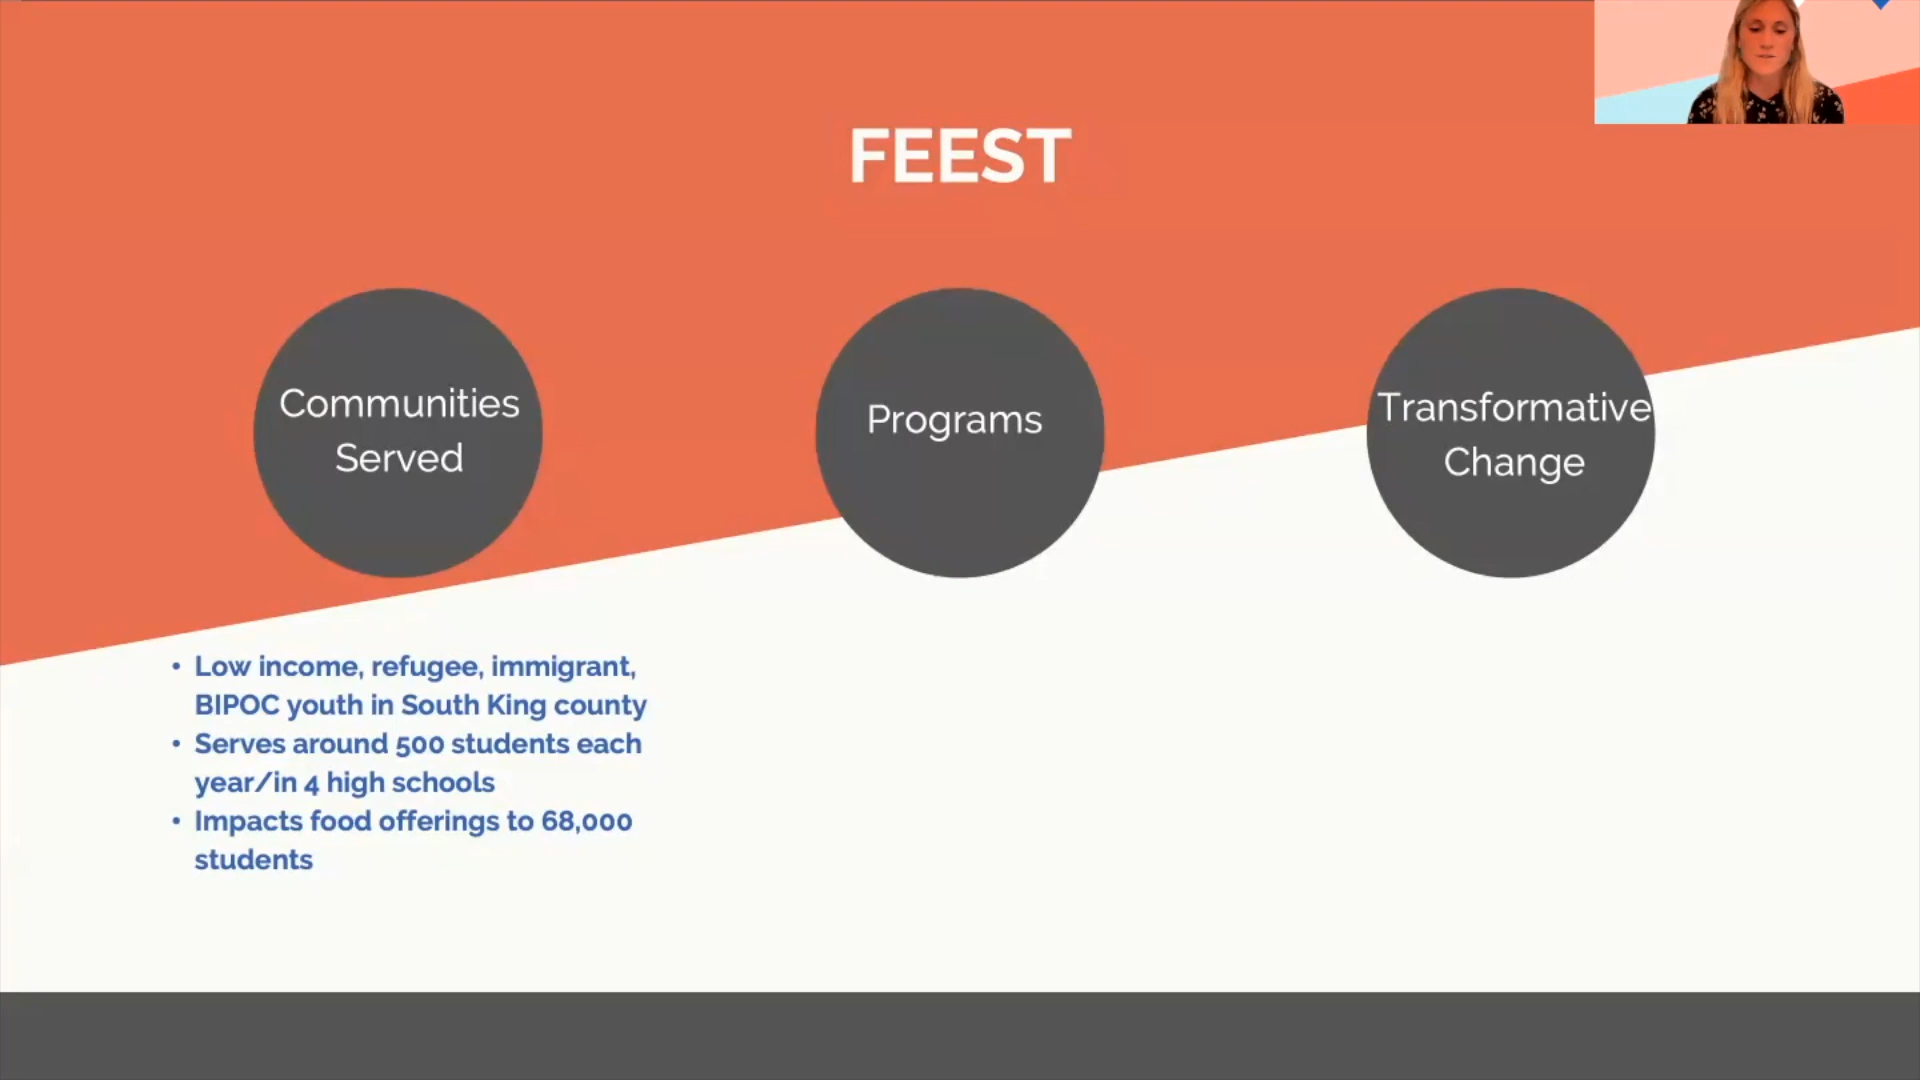 FEEST
Communities
Served
Programs
Transformative
Change
• Low income, refugee, immigrant,
BIPOC youth in South King county
• Serves around 500 students each
year/in 4 high schools
• Impacts food offerings to 68,000
students